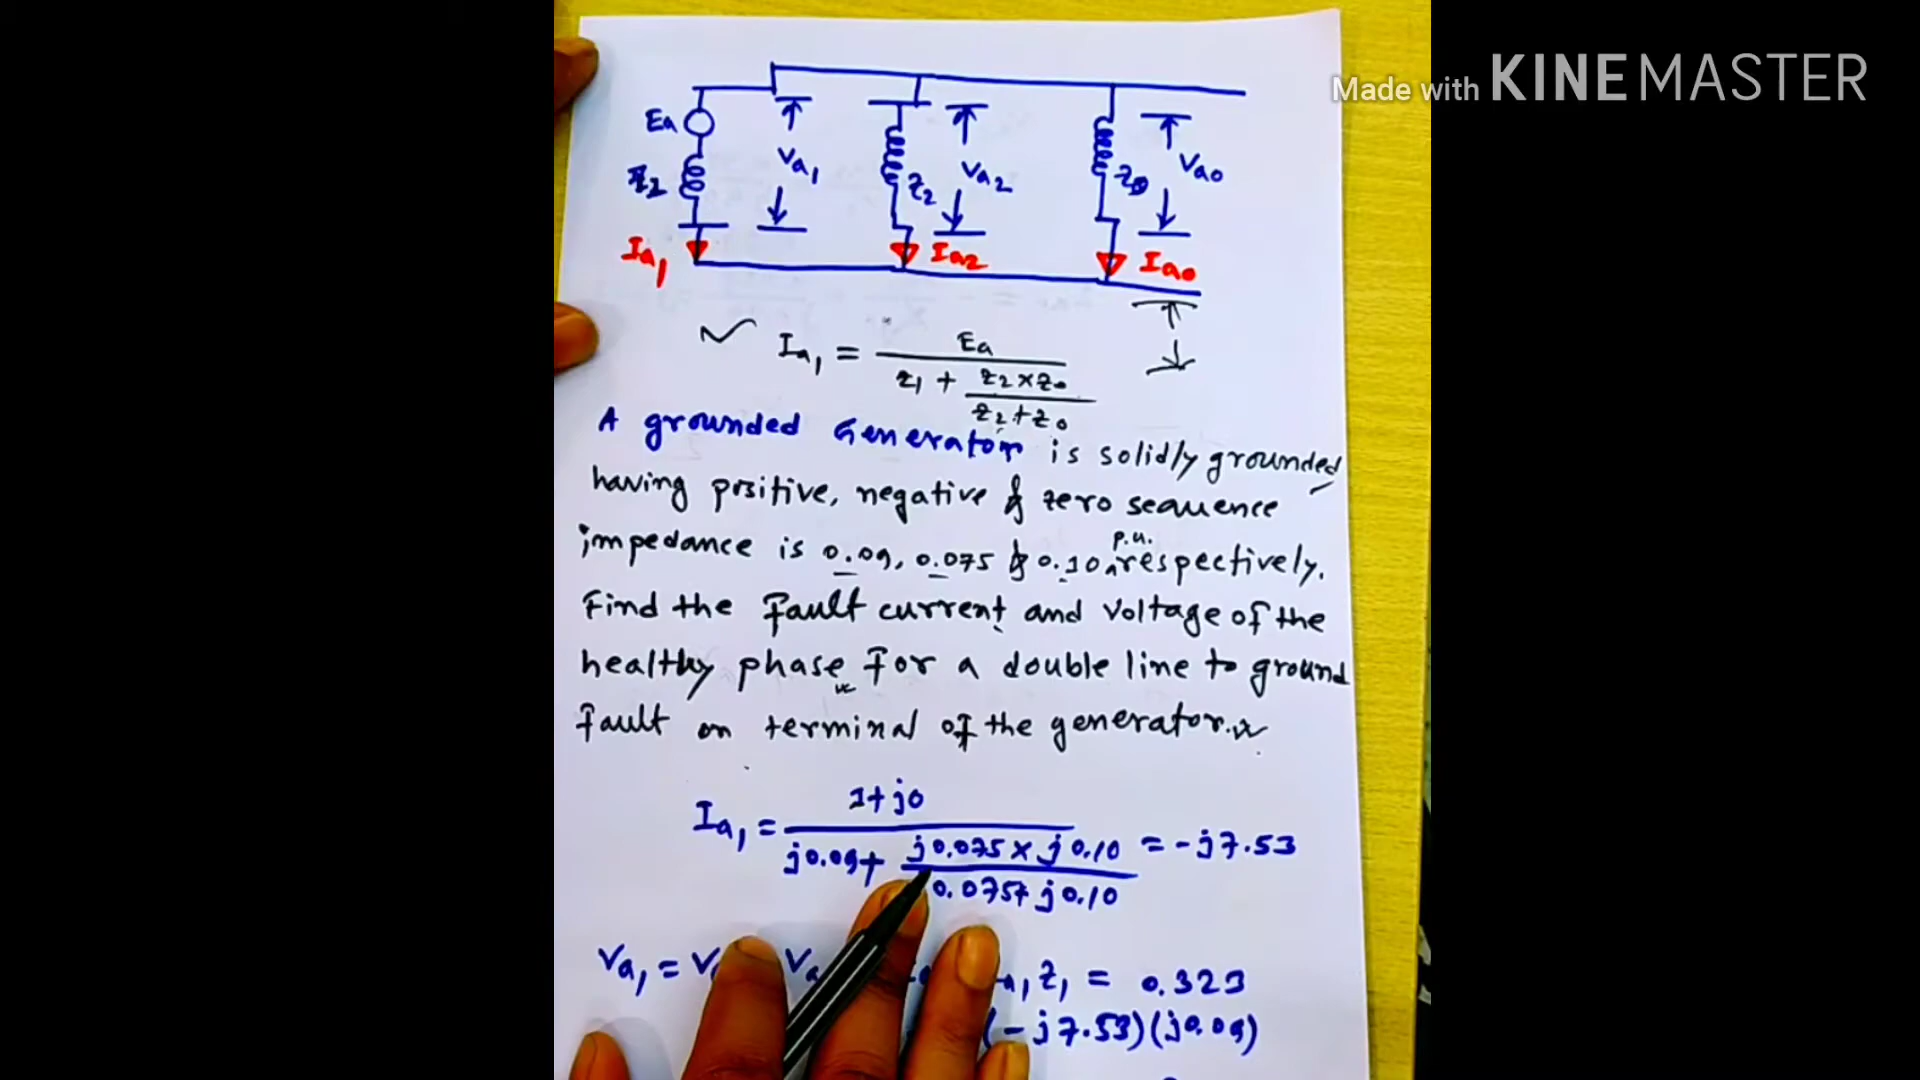 Made with KINEMASTER
Ea
Va1
Z2
Ia1
Z2
Va2
Ia2
Z0
Va0
Ia0
✓ Ia1 = Ea / (z1 + (z2 × z0) / (z2 + z0))
A grounded Generator is solidly grounded
having positive, negative & zero sequence
impedance is 0.09, 0.075 & 0.10 p.u. respectively.
Find the fault current and voltage of the
healthy phase for a double line to ground
fault on terminal of the generator.
Ia1 = (1+j0) / (j0.09 + (j0.075 × j0.10) / (0.075 + j0.10)) = -j7.53
Va1 = V
Va
a1 z1 = 0.323
(-j7.53)(j0.09)